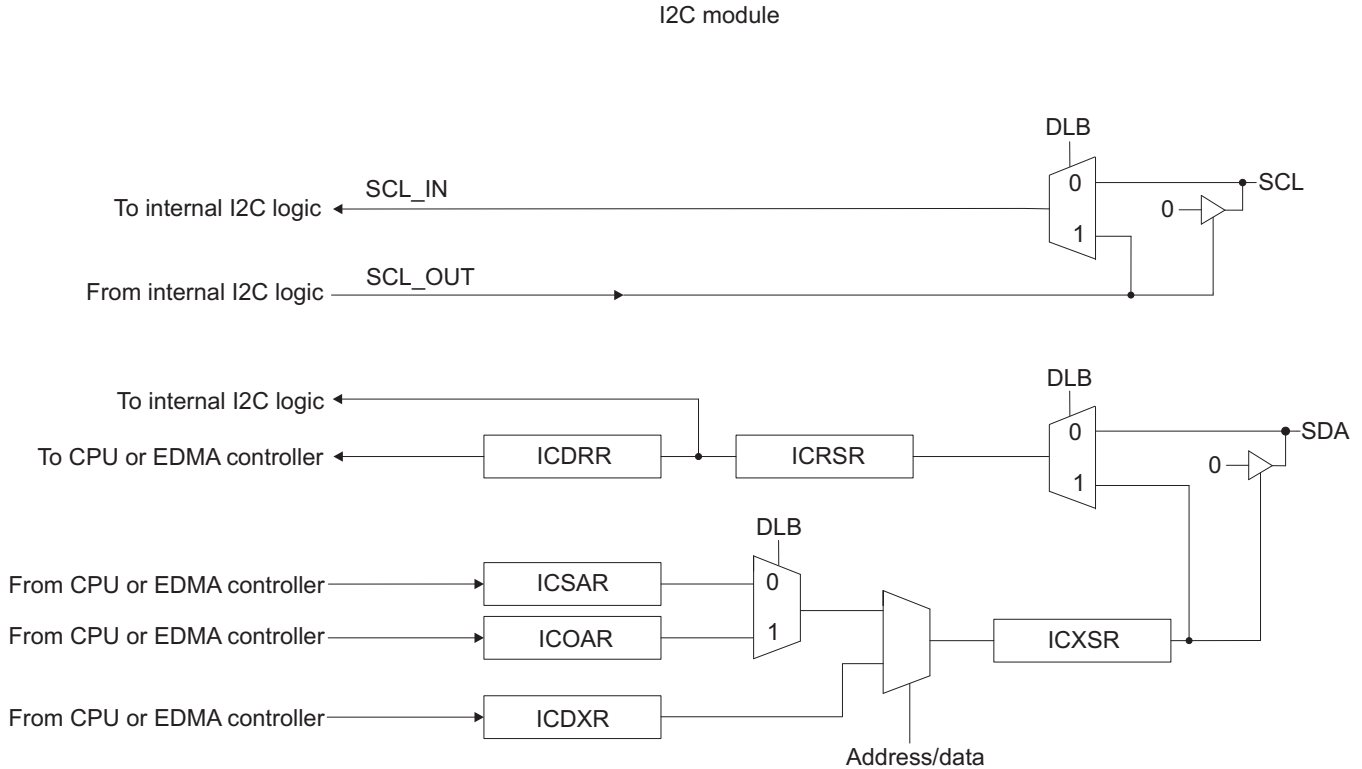 I2C module
DLB
0
SCL
SCL_IN
To internal I2C logic
0
1
SCL_OUT
From internal I2C logic
DLB
To internal I2C logic
0
SDA
To CPU or EDMA controller
ICDRR
ICRSR
0
1
DLB
From CPU or EDMA controller
ICSAR
0
From CPU or EDMA controller
ICOAR
1
ICXSR
From CPU or EDMA controller
ICDXR
Address/data